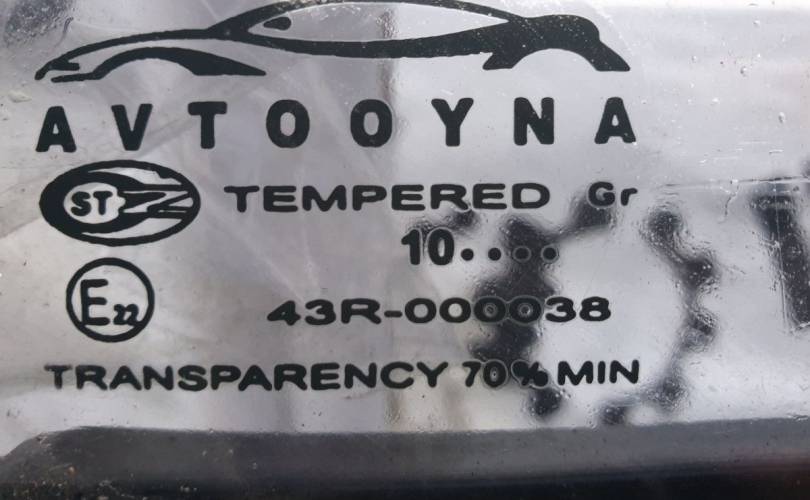 AVTOOYNA
ST TEMPERED Gr
10••••
E22 43R-000038
TRANSPARENCY 70% MIN